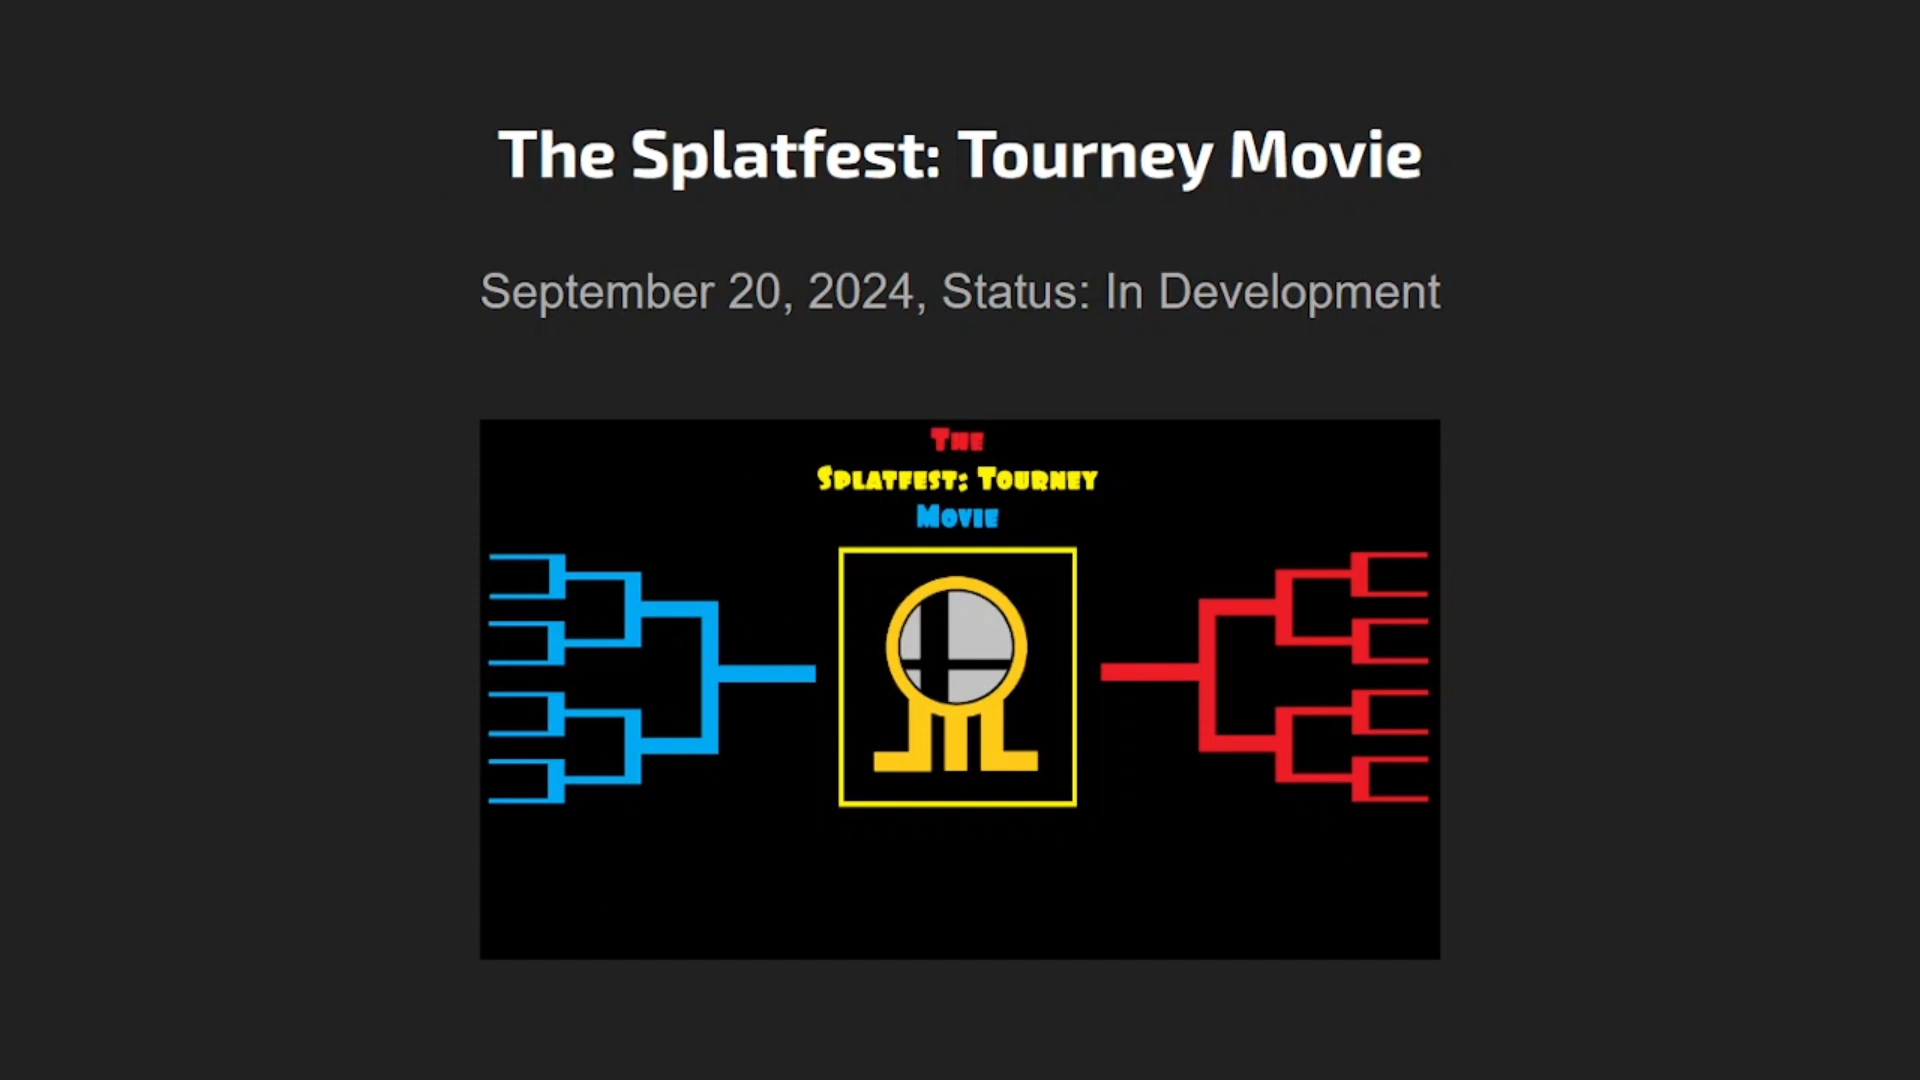 The Splatfest: Tourney Movie
September 20, 2024, Status: In Development
The
Splatfest: Tourney
Movie